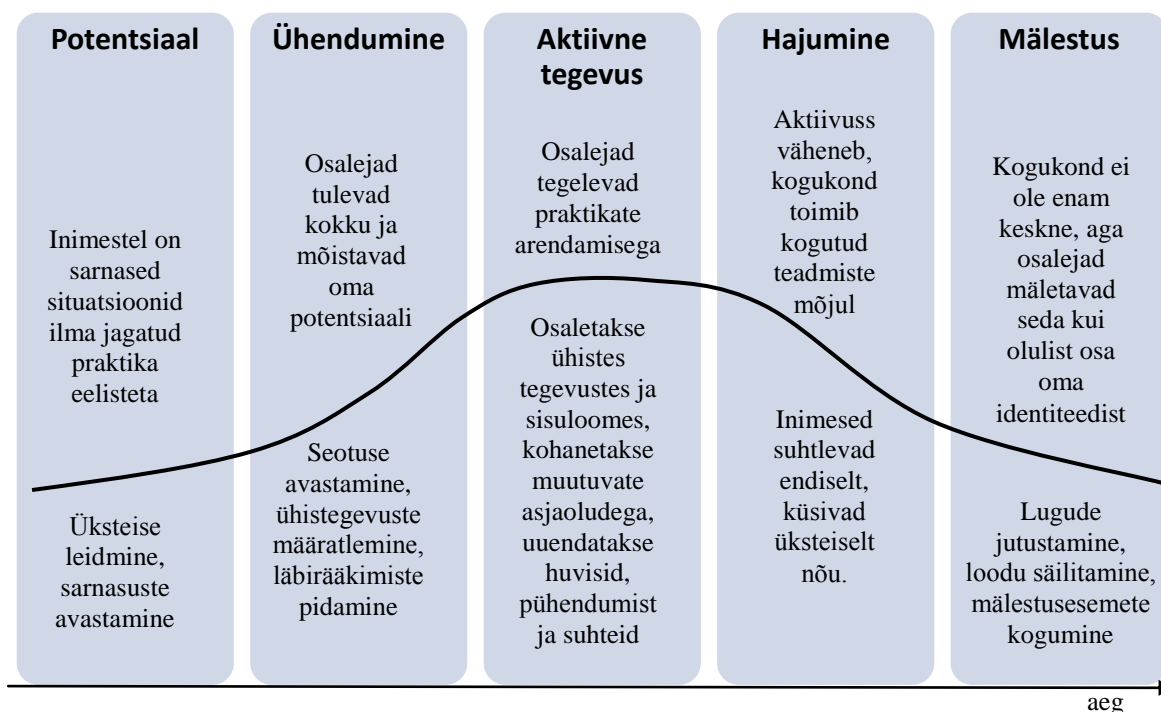 Potentsiaal
Inimestel on
sarnased
situatsioonid
ilma jagatud
praktika
eelisteta
Üksteise
leidmine,
sarnasuste
avastamine
Ühendumine
Osalejad
tulevad
kokku ja
mõistavad
oma
potentsiaali
Seotuse
avastamine,
ühistegevuste
määratlemine,
läbirääkimiste
pidamine
Aktiivne
tegevus
Osalejad
tegelevad
praktikate
arendamisega
Osaletakse
ühistes
tegevustes ja
sisuloomes,
kohanetakse
muutuvate
asjaoludega,
uuendatakse
huvisid,
pühendumist
ja suhteid
Hajumine
Aktiivuss
väheneb,
kogukond
toimib
kogutud
teadmiste
mõjul
Inimesed
suhtlevad
endiselt,
küsivad
üksteiselt
nõu.
Mälestus
Kogukond ei
ole enam
keskne, aga
osalejad
mäletavad
seda kui
olulist osa
oma
identiteedist
Lugude
jutustamine,
loodu säilitamine,
mälestusesemete
kogumine
aeg